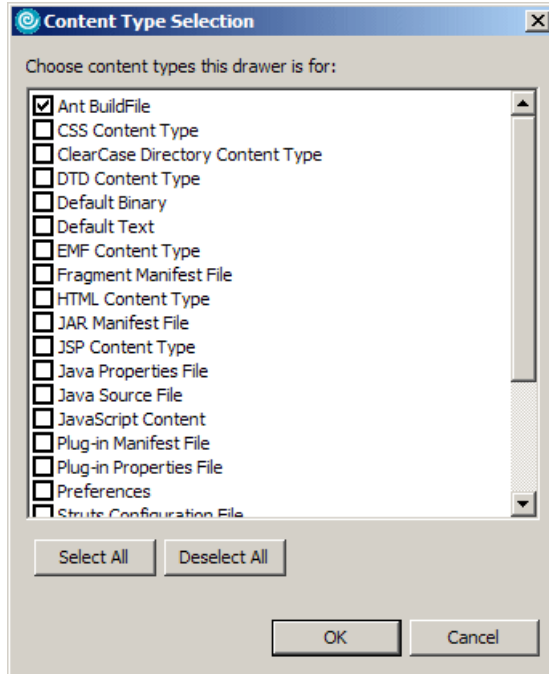 Content Type Selection
Choose content types this drawer is for:
Ant BuildFile
CSS Content Type
ClearCase Directory Content Type
DTD Content Type
Default Binary
Default Text
EMF Content Type
Fragment Manifest File
HTML Content Type
JAR Manifest File
JSP Content Type
Java Properties File
Java Source File
JavaScript Content
Plug-in Manifest File
Plug-in Properties File
Preferences
Struts Configuration File
Select All Deselect All
OK Cancel